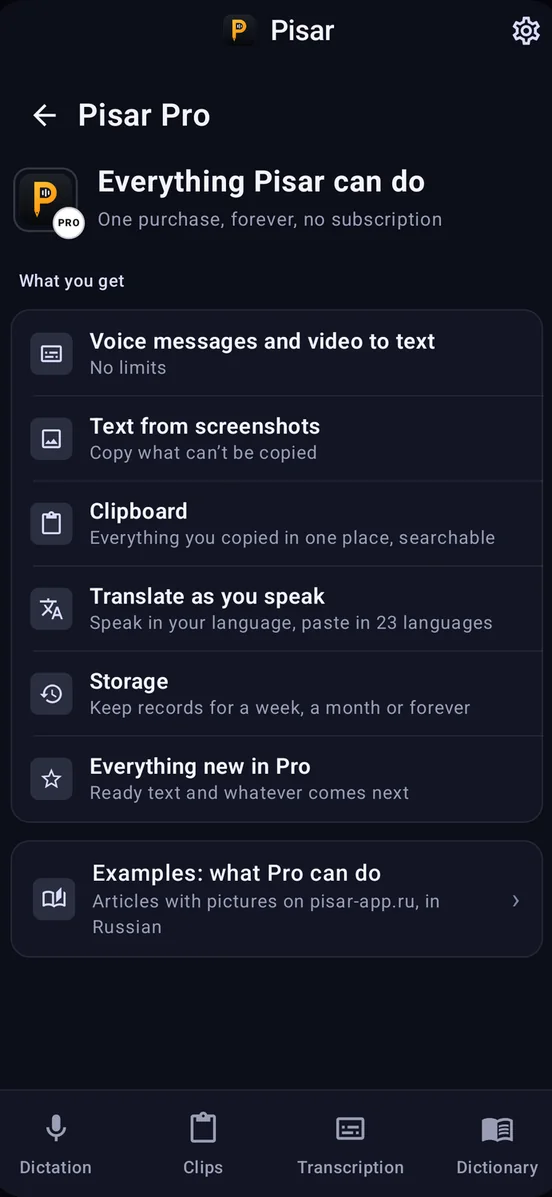 Pisar
Pisar Pro
Everything Pisar can do
PRO
One purchase, forever, no subscription
What you get
Voice messages and video to text
No limits
Text from screenshots
Copy what can’t be copied
Clipboard
Everything you copied in one place, searchable
Translate as you speak
Speak in your language, paste in 23 languages
Storage
Keep records for a week, a month or forever
Everything new in Pro
Ready text and whatever comes next
Examples: what Pro can do
Articles with pictures on pisar-app.ru, in
Russian
Dictation
Clips
Transcription
Dictionary